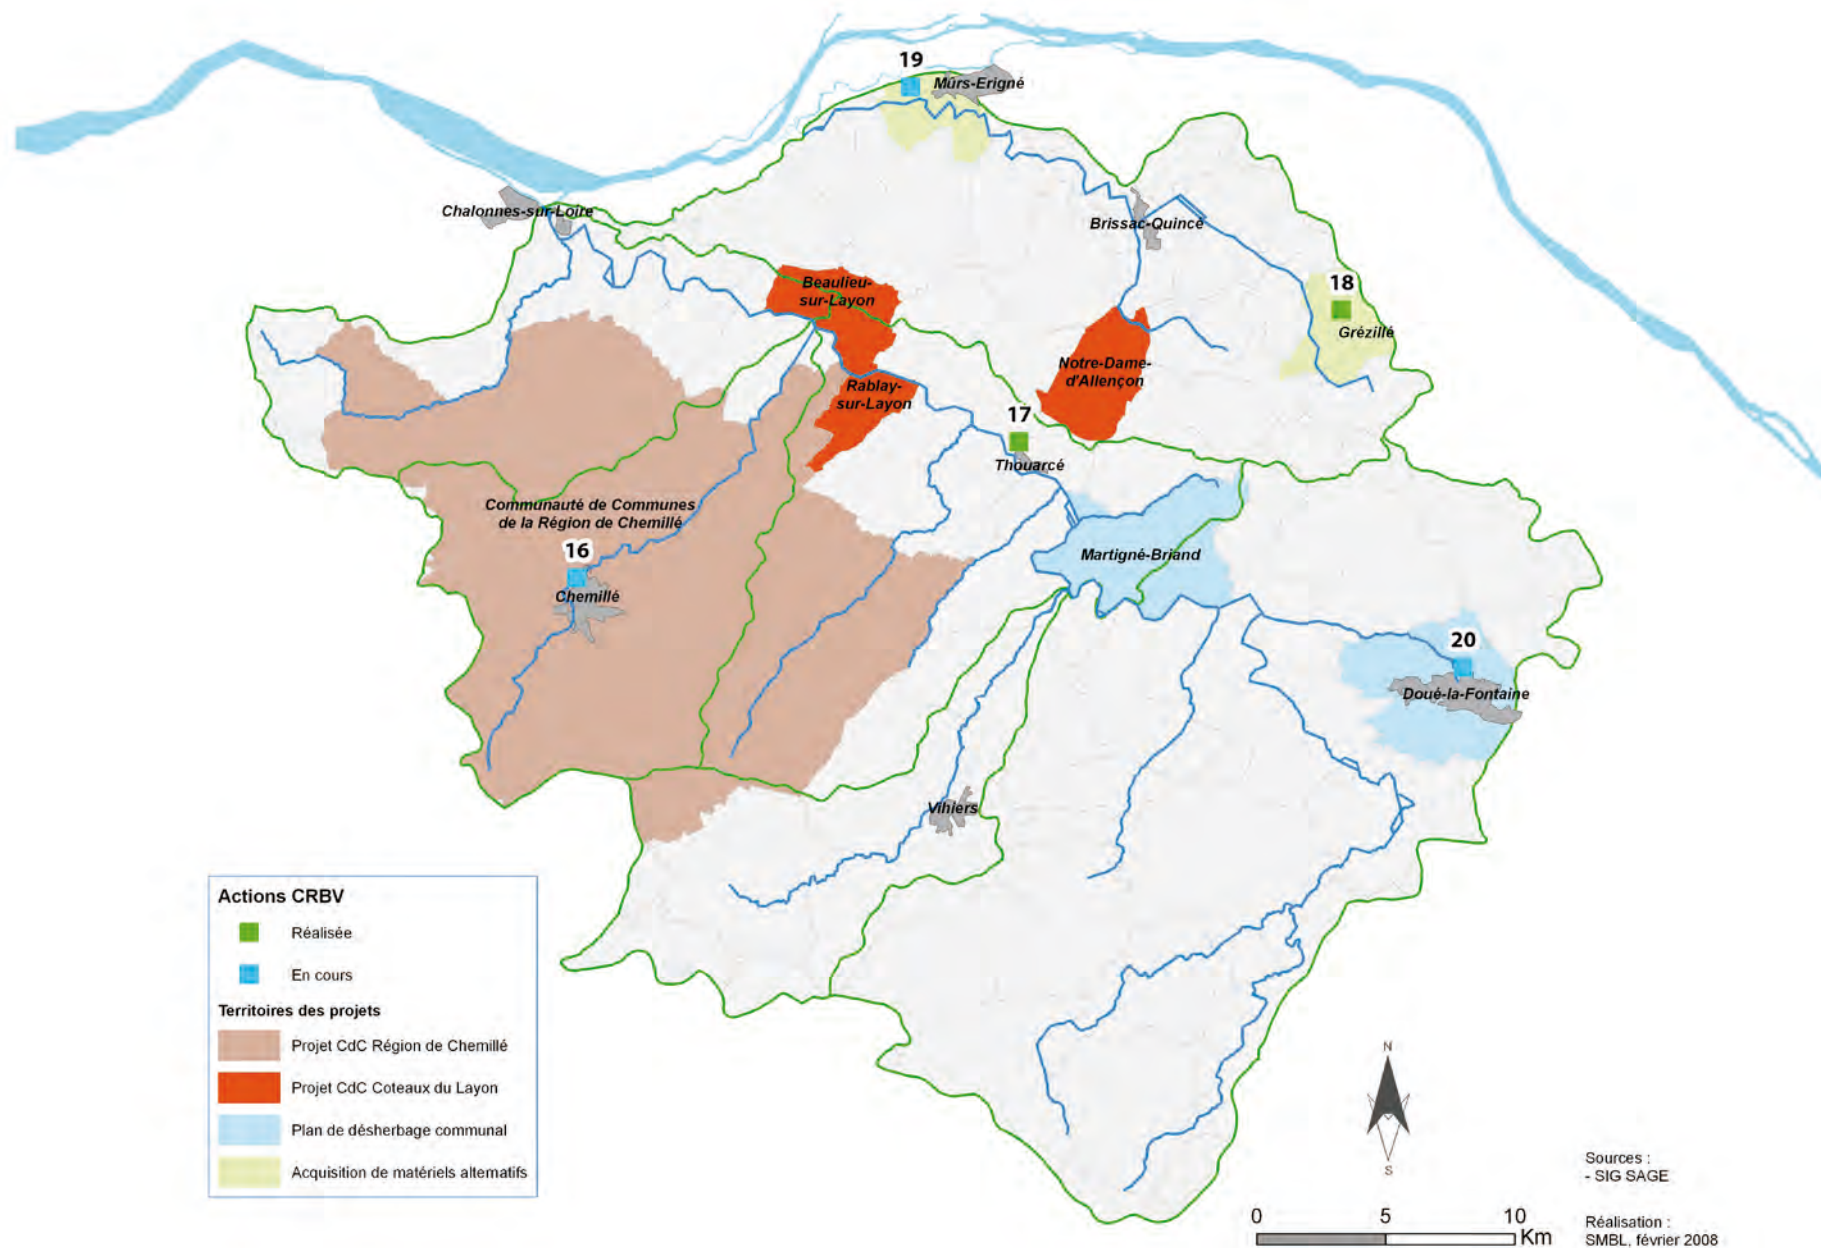 19
Mûrs-Erigné
Chalonnes-sur-Loire
Brissac-Quincé
Beaulieu-
sur-Layon
18
Grézillé
Notre-Dame-
d'Allençon
Rablay-
sur-Layon
17
Thouarcé
Communauté de Communes
de la Région de Chemillé
16
Chemillé
Martigné-Briand
20
Doué-la-Fontaine
Vihiers
Actions CRBV
Réalisée
En cours
Territoires des projets
Projet CdC Région de Chemillé
Projet CdC Coteaux du Layon
Plan de désherbage communal
Acquisition de matériels alternatifs
N
S
0 5 10
Km
Sources :
- SIG SAGE
Réalisation :
SMBL, février 2008